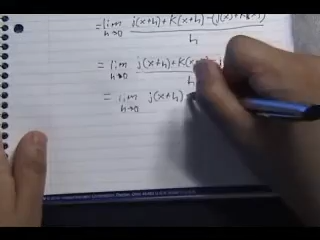 = lim h→0 j(x+h)+k(x+h)-(j(x)+k(x)) / h
= lim h→0 j(x+h)+k(x / h
= lim h→0 j(x+h)